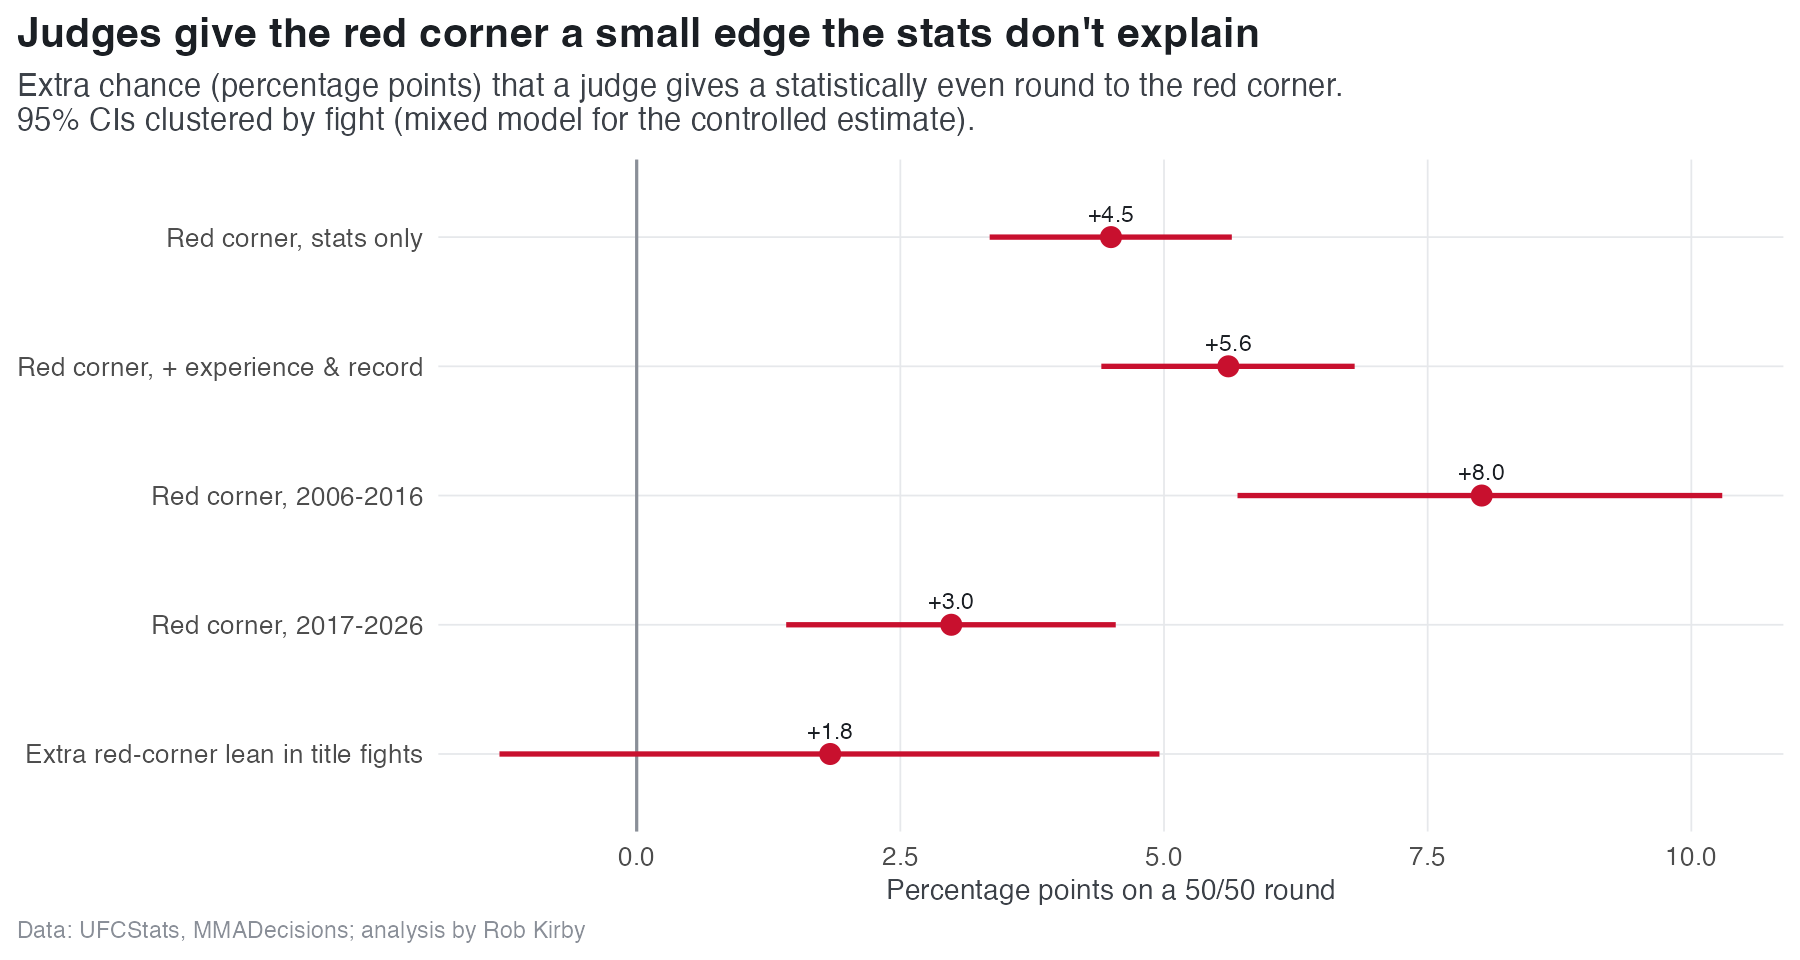 Judges give the red corner a small edge the stats don't explain
Extra chance (percentage points) that a judge gives a statistically even round to the red corner.
95% CIs clustered by fight (mixed model for the controlled estimate).
Red corner, stats only
+4.5
Red corner, + experience & record
+5.6
Red corner, 2006-2016
+8.0
Red corner, 2017-2026
+3.0
Extra red-corner lean in title fights
+1.8
0.0 2.5 5.0 7.5 10.0
Percentage points on a 50/50 round
Data: UFCStats, MMADecisions; analysis by Rob Kirby